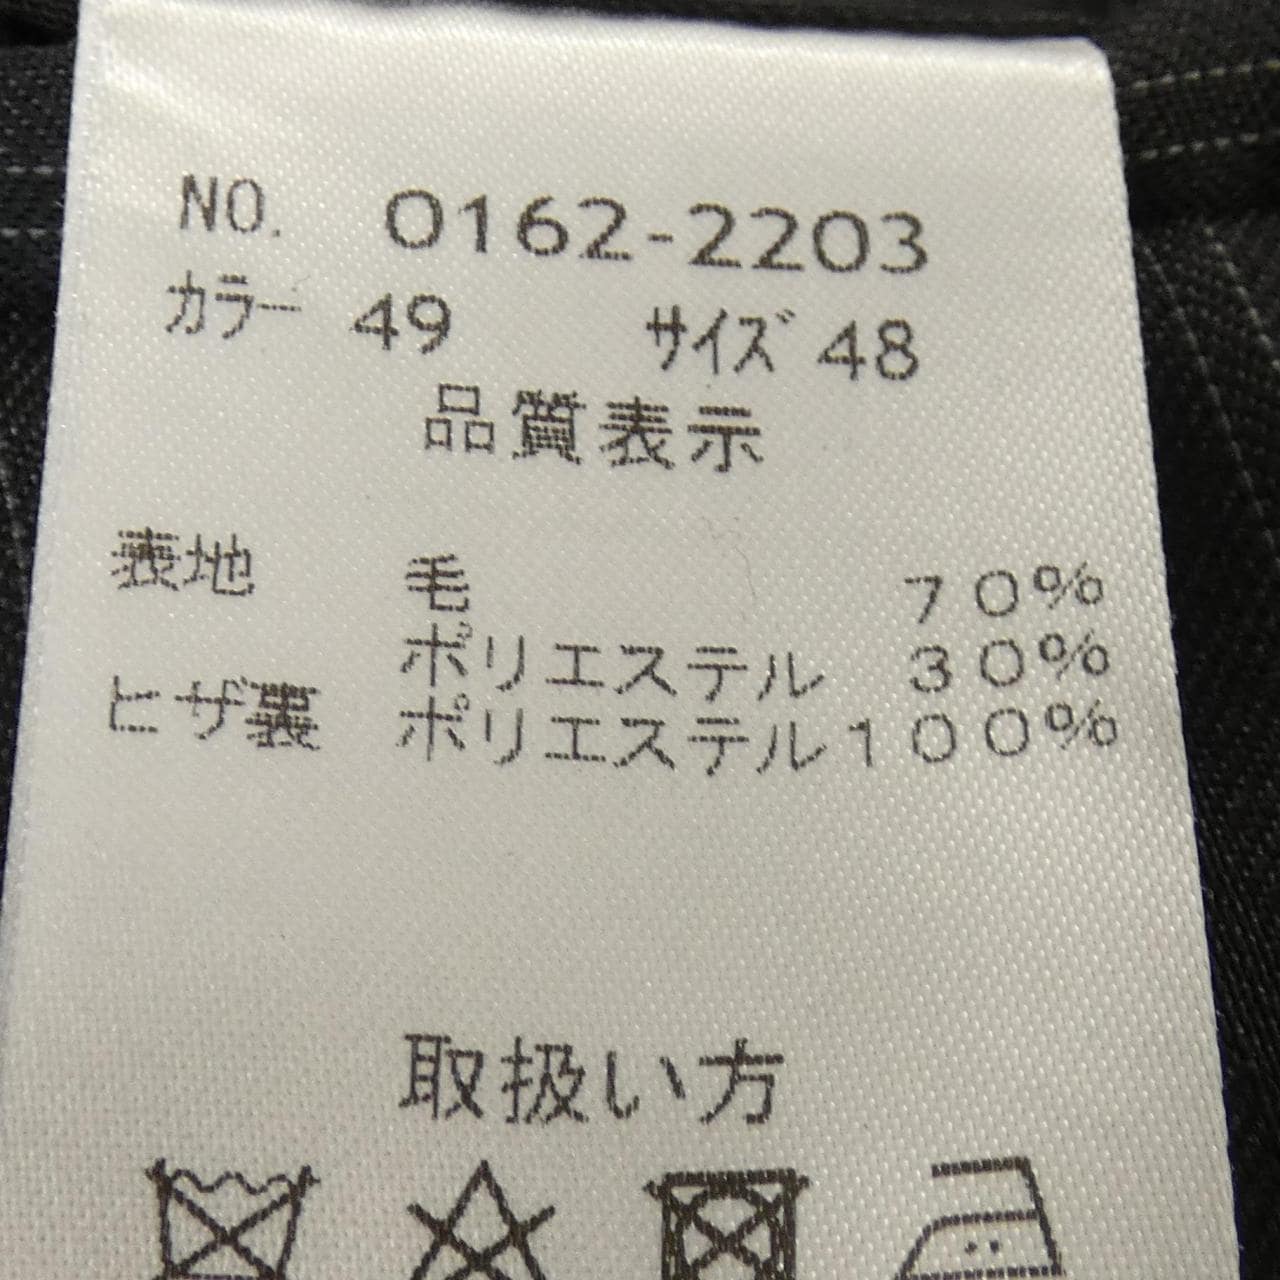 NO. 0162-2203
カラー 49 サイズ 48
品質表示
表地 毛 70%
ポリエステル 30%
ヒザ裏 ポリエステル100%
取扱い方